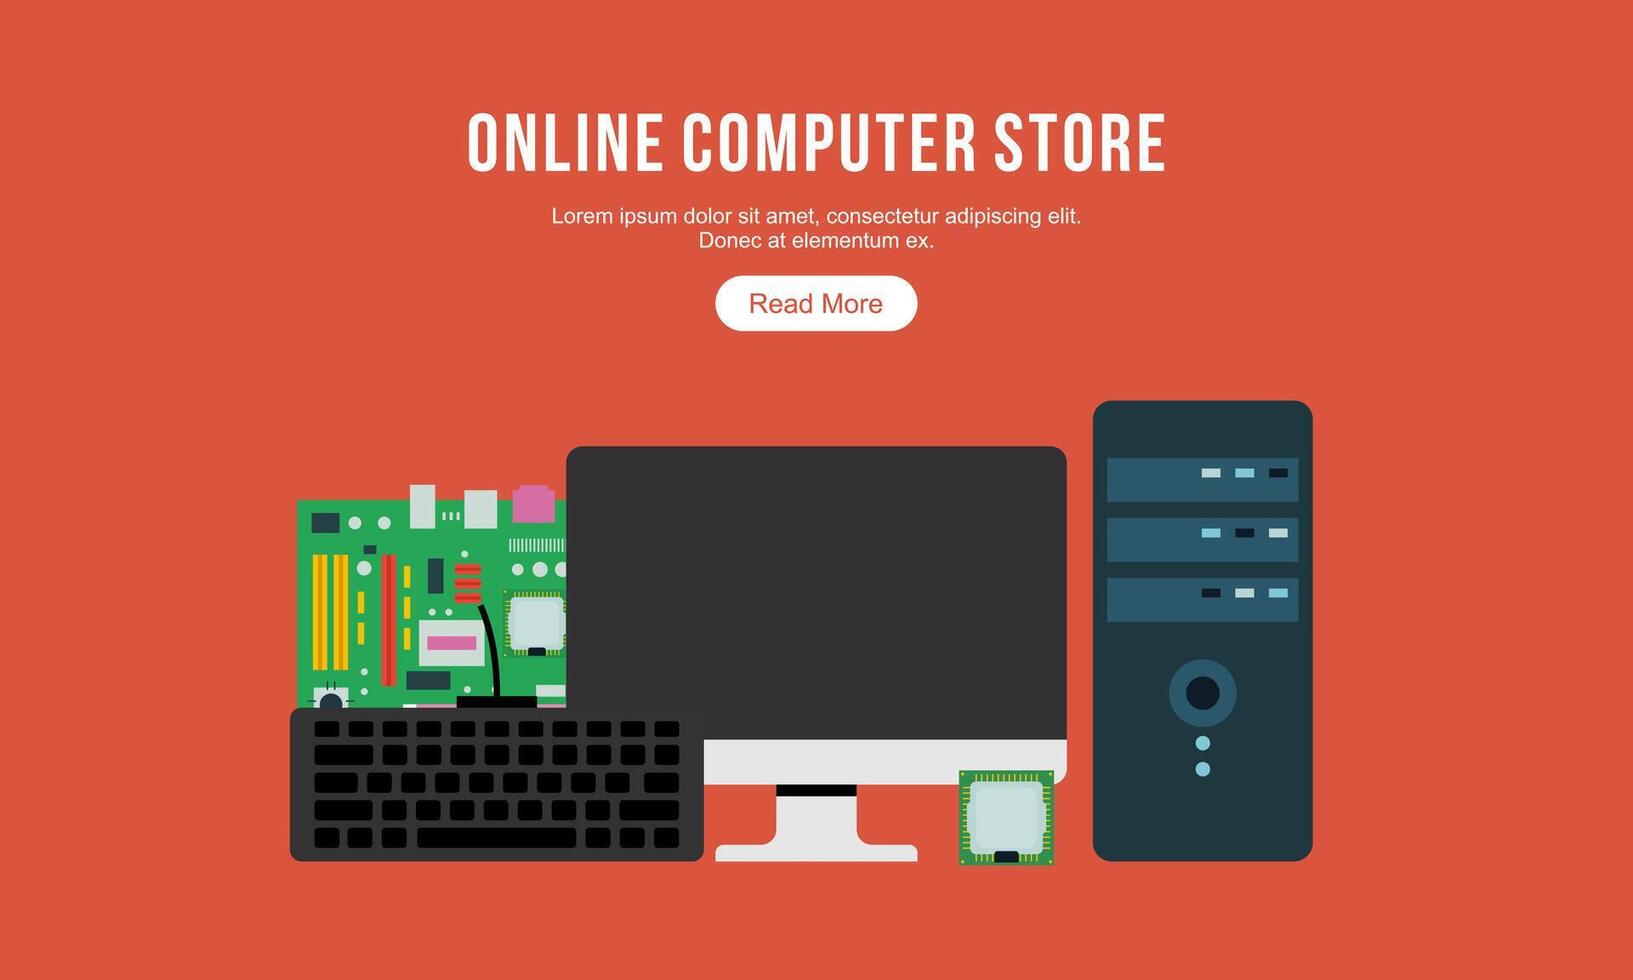 ONLINE COMPUTER STORE
Lorem ipsum dolor sit amet, consectetur adipiscing elit.
Donec at elementum ex.
Read More